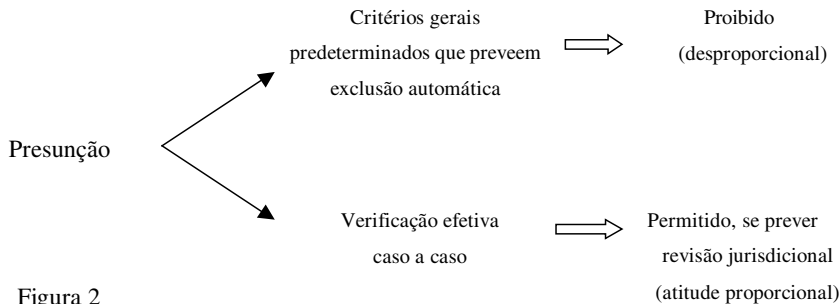 Critérios gerais
predeterminados que preveem
exclusão automática
Proibido
(desproporcional)
Presunção
Verificação efetiva
caso a caso
Permitido, se prever
revisão jurisdicional
(atitude proporcional)
Figura 2